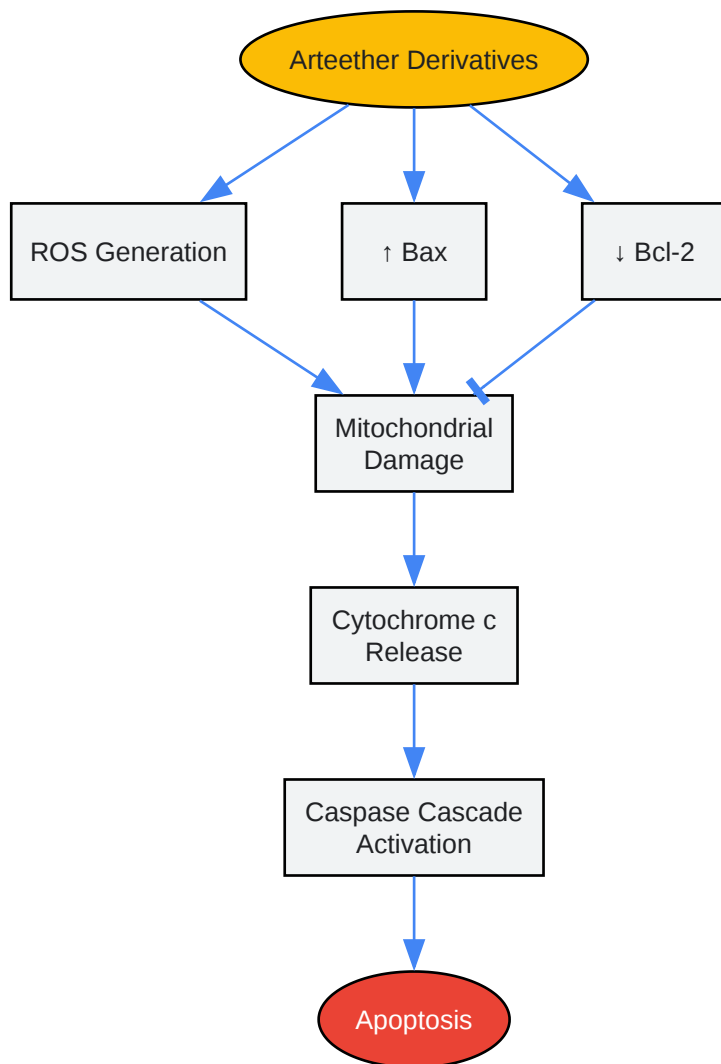 Arteether Derivatives
ROS Generation
↑ Bax
↓ Bcl-2
Mitochondrial
Damage
Cytochrome c
Release
Caspase Cascade
Activation
Apoptosis